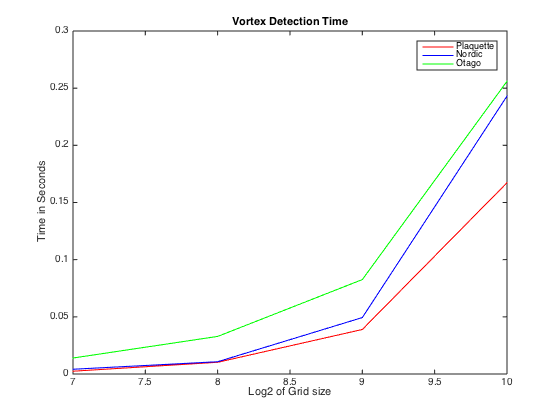 Vortex Detection Time
Plaquette
Nordic
Otago
0.3
0.25
0.2
0.15
0.1
0.05
0
Time in Seconds
7
7.5
8
8.5
9
9.5
10
Log2 of Grid size